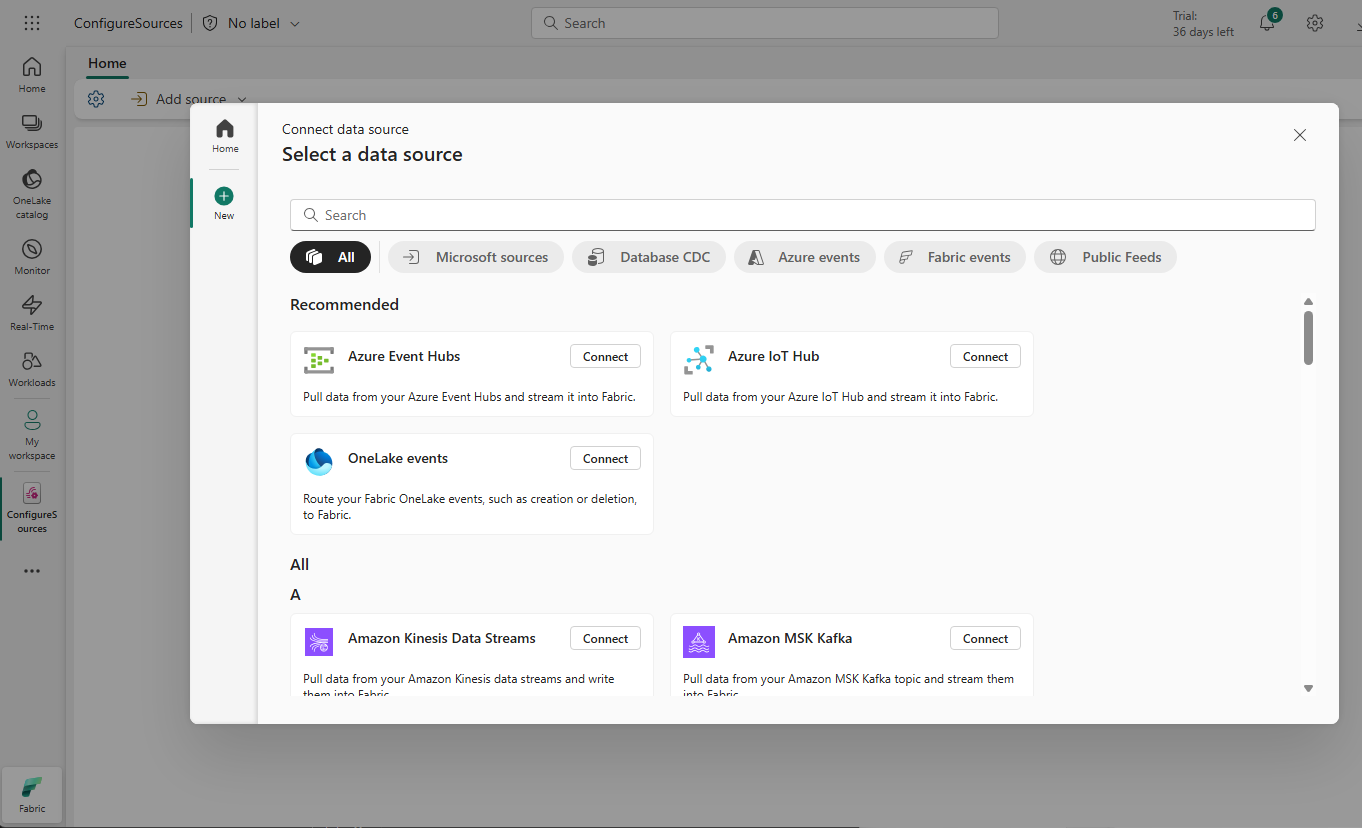 ConfigureSources
No label
Search
Trial:
36 days left
6
Home
Home
Add source
Workspaces
OneLake
catalog
Monitor
Real-Time
Workloads
My
workspace
ConfigureS
ources
Fabric
Home
New
Connect data source
Select a data source
Search
All
Microsoft sources
Database CDC
Azure events
Fabric events
Public Feeds
Recommended
Azure Event Hubs
Connect
Pull data from your Azure Event Hubs and stream it into Fabric.
Azure IoT Hub
Connect
Pull data from your Azure IoT Hub and stream it into Fabric.
OneLake events
Connect
Route your Fabric OneLake events, such as creation or deletion,
to Fabric.
All
A
Amazon Kinesis Data Streams
Connect
Pull data from your Amazon Kinesis data streams and write
them into Fabric.
Amazon MSK Kafka
Connect
Pull data from your Amazon MSK Kafka topic and stream them
into Fabric.